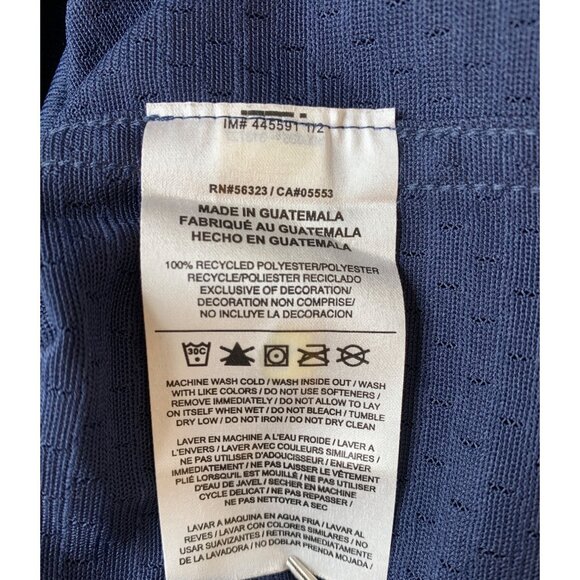 IM# 445591 1/2
RN#56323 / CA#05553
MADE IN GUATEMALA
FABRIQUÉ AU GUATEMALA
HECHO EN GUATEMALA
100% RECYCLED POLYESTER/POLYESTER
RECYCLE/POLIESTER RECICLADO
EXCLUSIVE OF DECORATION/
DECORATION NON COMPRISE/
NO INCLUYE LA DECORACION
30C
MACHINE WASH COLD / WASH INSIDE OUT / WASH
WITH LIKE COLORS / DO NOT USE SOFTENERS /
REMOVE IMMEDIATELY / DO NOT ALLOW TO LAY
ON ITSELF WHEN WET / DO NOT BLEACH / TUMBLE
DRY LOW / DO NOT IRON / DO NOT DRY CLEAN
LAVER EN MACHINE A L'EAU FROIDE / LAVER A
L'ENVERS / LAVER AVEC COULEURS SIMILAIRES /
NE PAS UTILISER D'ADOUCISSEUR / ENLEVER
IMMEDIATEMENT / NE PAS LAISSER LE VÊTEMENT
PLIÉ LORSQU'IL EST MOUILLÉ / NE PAS UTILISER
D'EAU DE JAVEL / SECHER EN MACHINE
CYCLE DELICAT / NE PAS REPASSER /
NE PAS NETTOYER A SEC
LAVAR A MAQUINA EN AGUA FRIA / LAVAR AL
REVES / LAVAR CON COLORES SIMILARES / NO
USAR SUAVIZANTES / RETIRAR INMEDIATAMENTE
DE LA LAVADORA / NO DOBLAR PRENDA MOJADA /